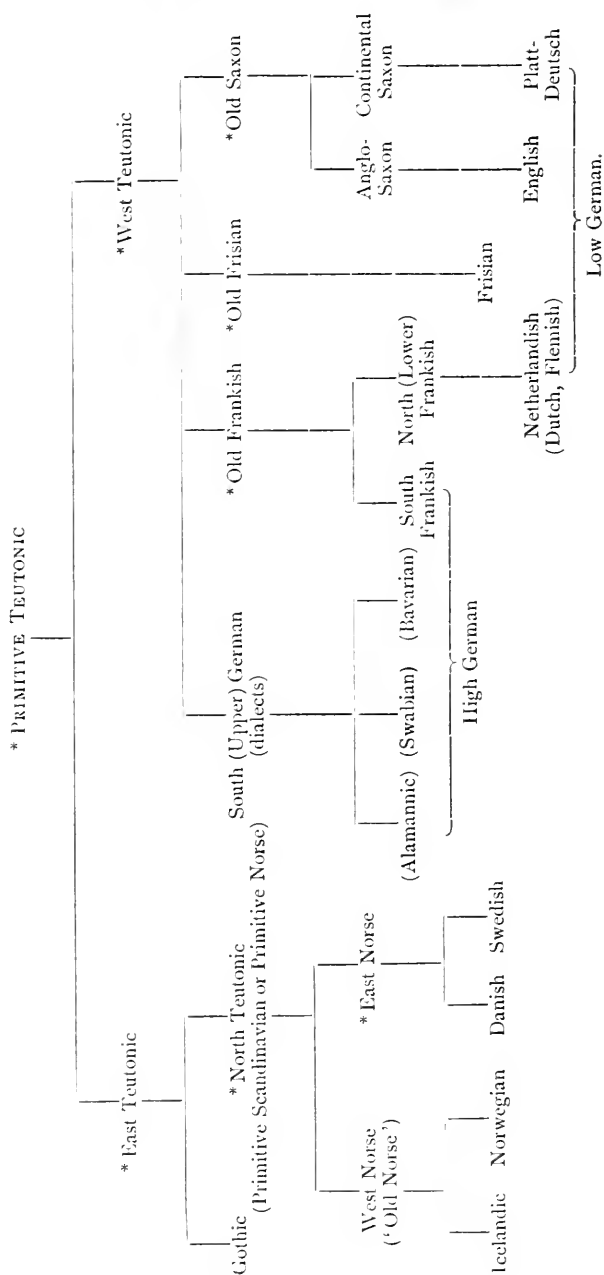 * PRIMITIVE TEUTONIC
* East Teutonic
*West Teutonic
Gothic
* North Teutonic
(Primitive Scandinavian or Primitive Norse)
South (Upper) German
(dialects)
*Old Frankish
*Old Frisian
*Old Saxon
West Norse
('Old Norse')
* East Norse
(Alamannic) (Swabian) (Bavarian)
South
Frankish
North (Lower)
Frankish
Anglo-
Saxon
Continental
Saxon
Icelandic Norwegian
Danish Swedish
High German
Frisian
Netherlandish
(Dutch, Flemish)
English
Platt-
Deutsch
Low German.